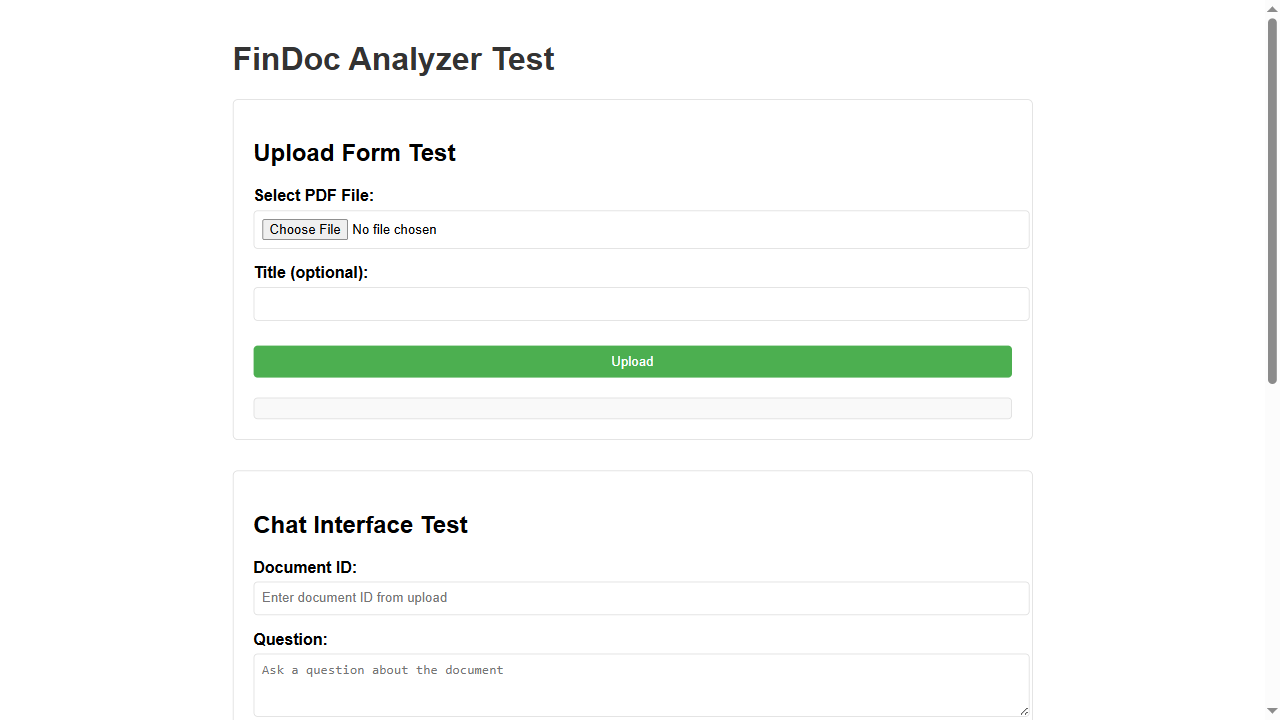 FinDoc Analyzer Test
Upload Form Test
Select PDF File:
Choose File No file chosen
Title (optional):
Upload
Chat Interface Test
Document ID:
Enter document ID from upload
Question:
Ask a question about the document